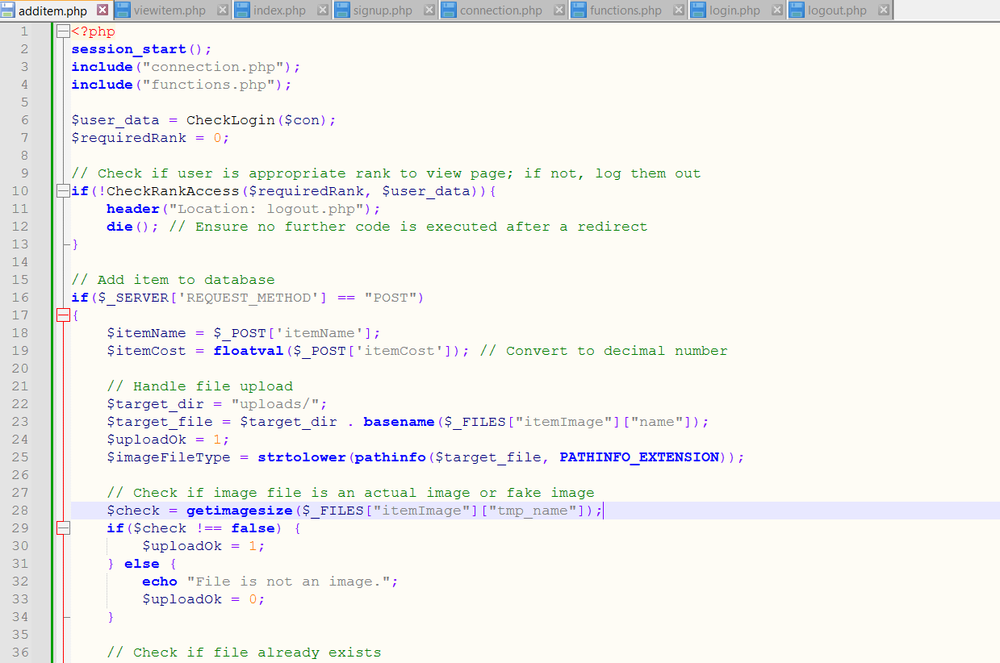 additem.php viewitem.php index.php signup.php connection.php functions.php login.php logout.php
1 <?php
2 session_start();
3 include("connection.php");
4 include("functions.php");
5
6 $user_data = CheckLogin($con);
7 $requiredRank = 0;
8
9 // Check if user is appropriate rank to view page; if not, log them out
10 if(!CheckRankAccess($requiredRank, $user_data)){
11     header("Location: logout.php");
12     die(); // Ensure no further code is executed after a redirect
13 }
14
15 // Add item to database
16 if($_SERVER['REQUEST_METHOD'] == "POST")
17 {
18     $itemName = $_POST['itemName'];
19     $itemCost = floatval($_POST['itemCost']); // Convert to decimal number
20
21     // Handle file upload
22     $target_dir = "uploads/";
23     $target_file = $target_dir . basename($_FILES["itemImage"]["name"]);
24     $uploadOk = 1;
25     $imageFileType = strtolower(pathinfo($target_file, PATHINFO_EXTENSION));
26
27     // Check if image file is an actual image or fake image
28     $check = getimagesize($_FILES["itemImage"]["tmp_name"]);
29     if($check !== false) {
30         $uploadOk = 1;
31     } else {
32         echo "File is not an image.";
33         $uploadOk = 0;
34     }
35
36     // Check if file already exists